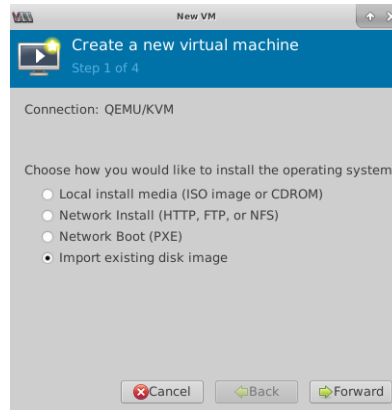 New VM
Create a new virtual machine
Step 1 of 4
Connection: QEMU/KVM
Choose how you would like to install the operating system
Local install media (ISO image or CDROM)
Network Install (HTTP, FTP, or NFS)
Network Boot (PXE)
Import existing disk image
Cancel Back Forward